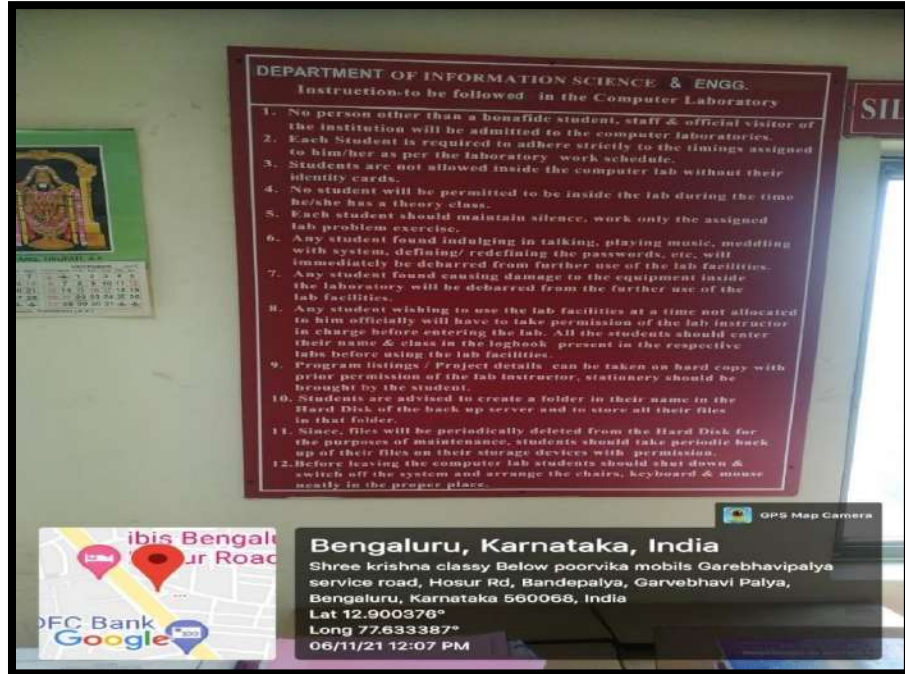 DEPARTMENT OF INFORMATION SCIENCE & ENGG.
Instruction-to be followed in the Computer Laboratory
1. No person other than a bonafide student, staff & official visitor of
the institution will be admitted to the computer laboratories.
2. Each Student is required to adhere strictly to the timings assigned
to him/her as per the laboratory work schedule.
3. Students are not allowed inside the computer lab without their
identity cards.
4. No student will be permitted to be inside the lab during the time
he/she has a theory class.
5. Each student should maintain silence, work only the assigned
lab problem exercise.
6. Any student found indulging in talking, playing music, meddling
with system, defining/ redefining the passwords, etc. will
immediately be debarred from further use of the lab facilities.
7. Any student found causing damage to the equipment inside
the laboratory will be debarred from the further use of the
lab facilities.
8. Any student wishing to use the lab facilities at a time not allocated
to him officially will have to take permission of the lab instructor
in charge before entering the lab. All the students should enter
their name & class in the logbook present in the respective
labs before using the lab facilities.
9. Program listings / Project details can be taken on hard copy with
prior permission of the lab instructor, stationery should be
brought by the student.
10. Students are advised to create a folder in their name in the
Hard Disk of the back up server and to store all their files
in that folder.
11. Since, files will be periodically deleted from the Hard Disk for
the purposes of maintenance, students should take periodic back
up of their files on their storage devices with permission.
12.Before leaving the computer lab students should shut down &
switch off the system and arrange the chairs, keyboard & mouse
neatly in the proper place.
SIL
GPS Map Camera
ibis Bengalu
ur Road
DFC Bank
Google
Bengaluru, Karnataka, India
Shree krishna classy Below poorvika mobils Garebhavipalya
service road, Hosur Rd, Bandepalya, Garvebhavi Palya,
Bengaluru, Karnataka 560068, India
Lat 12.900376°
Long 77.633387°
06/11/21 12:07 PM